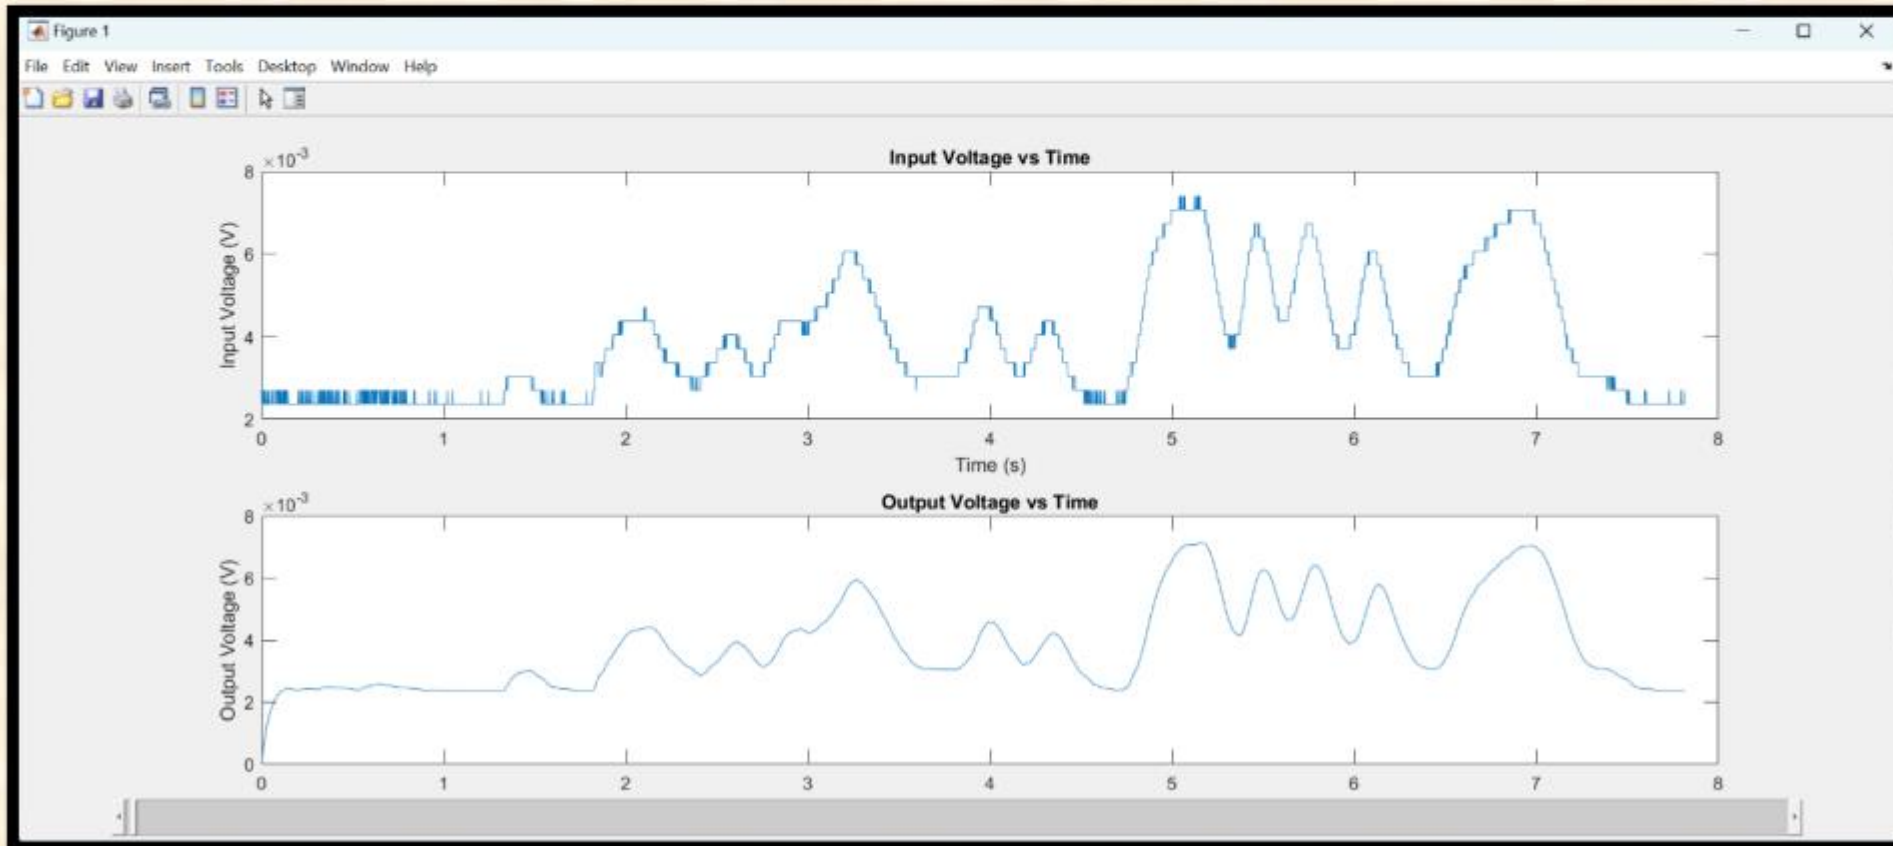 Figure 1
File Edit View Insert Tools Desktop Window Help
Input Voltage vs Time
×10-3
8
6
4
2
Input Voltage (V)
0 1 2 3 4 5 6 7 8
Time (s)
Output Voltage vs Time
×10-3
8
6
4
2
0
Output Voltage (V)
0 1 2 3 4 5 6 7 8